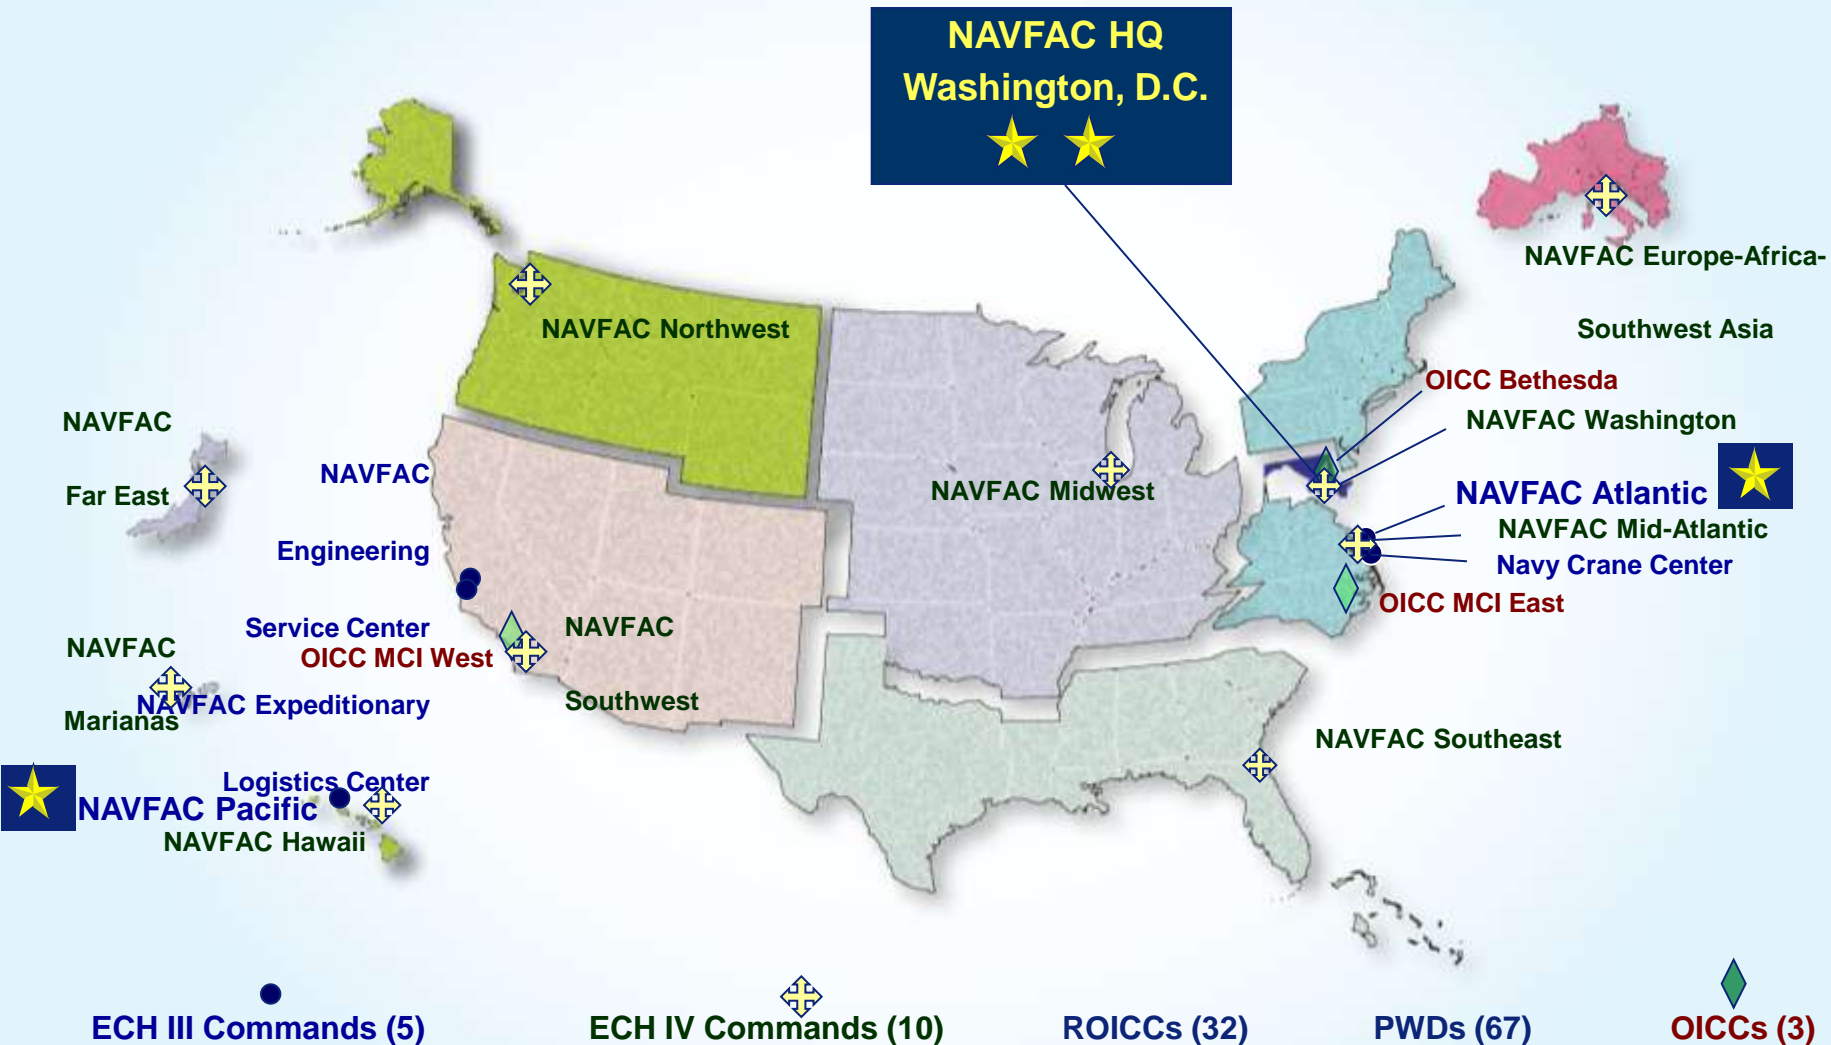 NAVFAC HQ
Washington, D.C.
NAVFAC Europe-Africa-
Southwest Asia
NAVFAC Northwest
OICC Bethesda
NAVFAC Washington
NAVFAC
Far East
NAVFAC
Engineering
Service Center
NAVFAC Midwest
NAVFAC Atlantic
NAVFAC Mid-Atlantic
Navy Crane Center
OICC MCI East
OICC MCI West
NAVFAC
Southwest
NAVFAC
Marianas
NAVFAC Expeditionary
Logistics Center
NAVFAC Southeast
NAVFAC Pacific
NAVFAC Hawaii
ECH III Commands (5)
ECH IV Commands (10)
ROICCs (32)
PWDs (67)
OICCs (3)